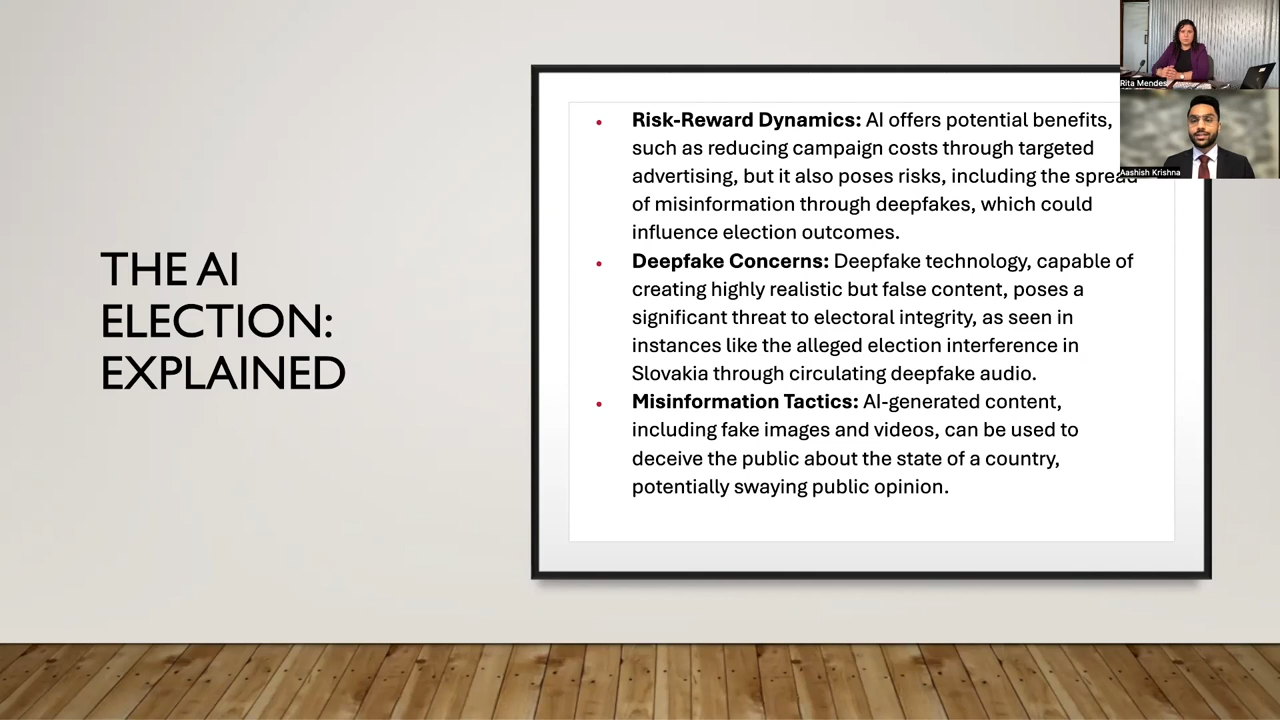 THE AI
ELECTION:
EXPLAINED
• Risk-Reward Dynamics: AI offers potential benefits,
such as reducing campaign costs through targeted
advertising, but it also poses risks, including the spread
of misinformation through deepfakes, which could
influence election outcomes.
• Deepfake Concerns: Deepfake technology, capable of
creating highly realistic but false content, poses a
significant threat to electoral integrity, as seen in
instances like the alleged election interference in
Slovakia through circulating deepfake audio.
• Misinformation Tactics: AI-generated content,
including fake images and videos, can be used to
deceive the public about the state of a country,
potentially swaying public opinion.
Rita Mendes
Aashish Krishna